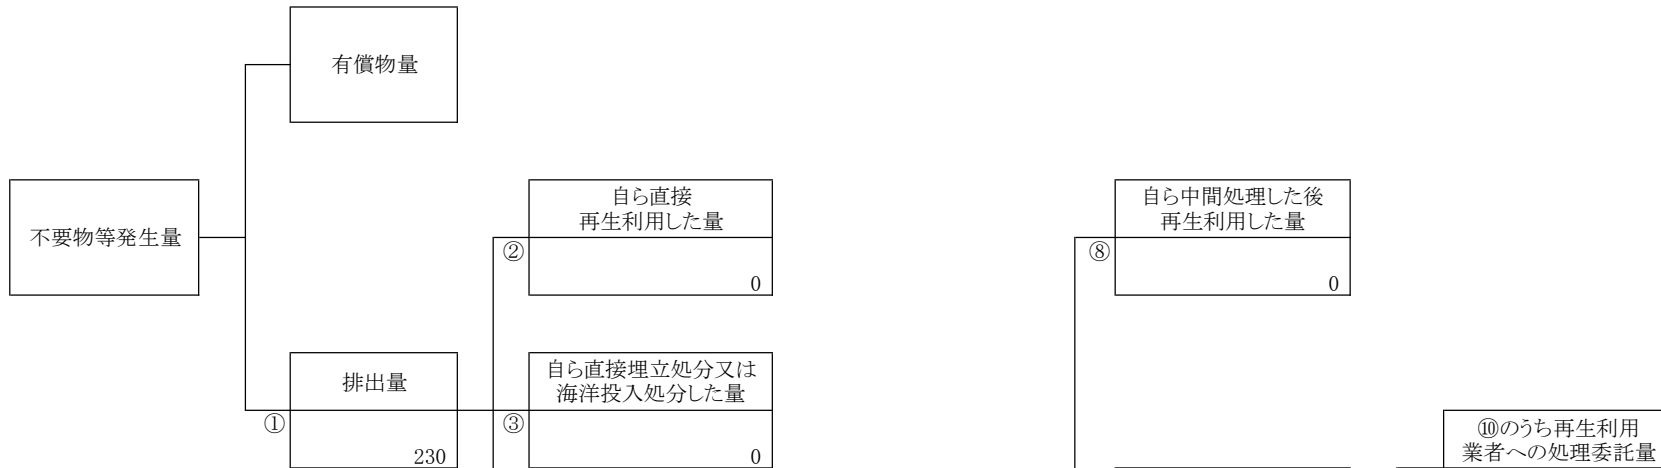 有償物量
不要物等発生量
自ら直接
再生利用した量
②
0
自ら中間処理した後
再生利用した量
⑧
0
排出量
①
230
自ら直接埋立処分又は
海洋投入処分した量
③
0
⑩のうち再生利用
業者への処理委託量